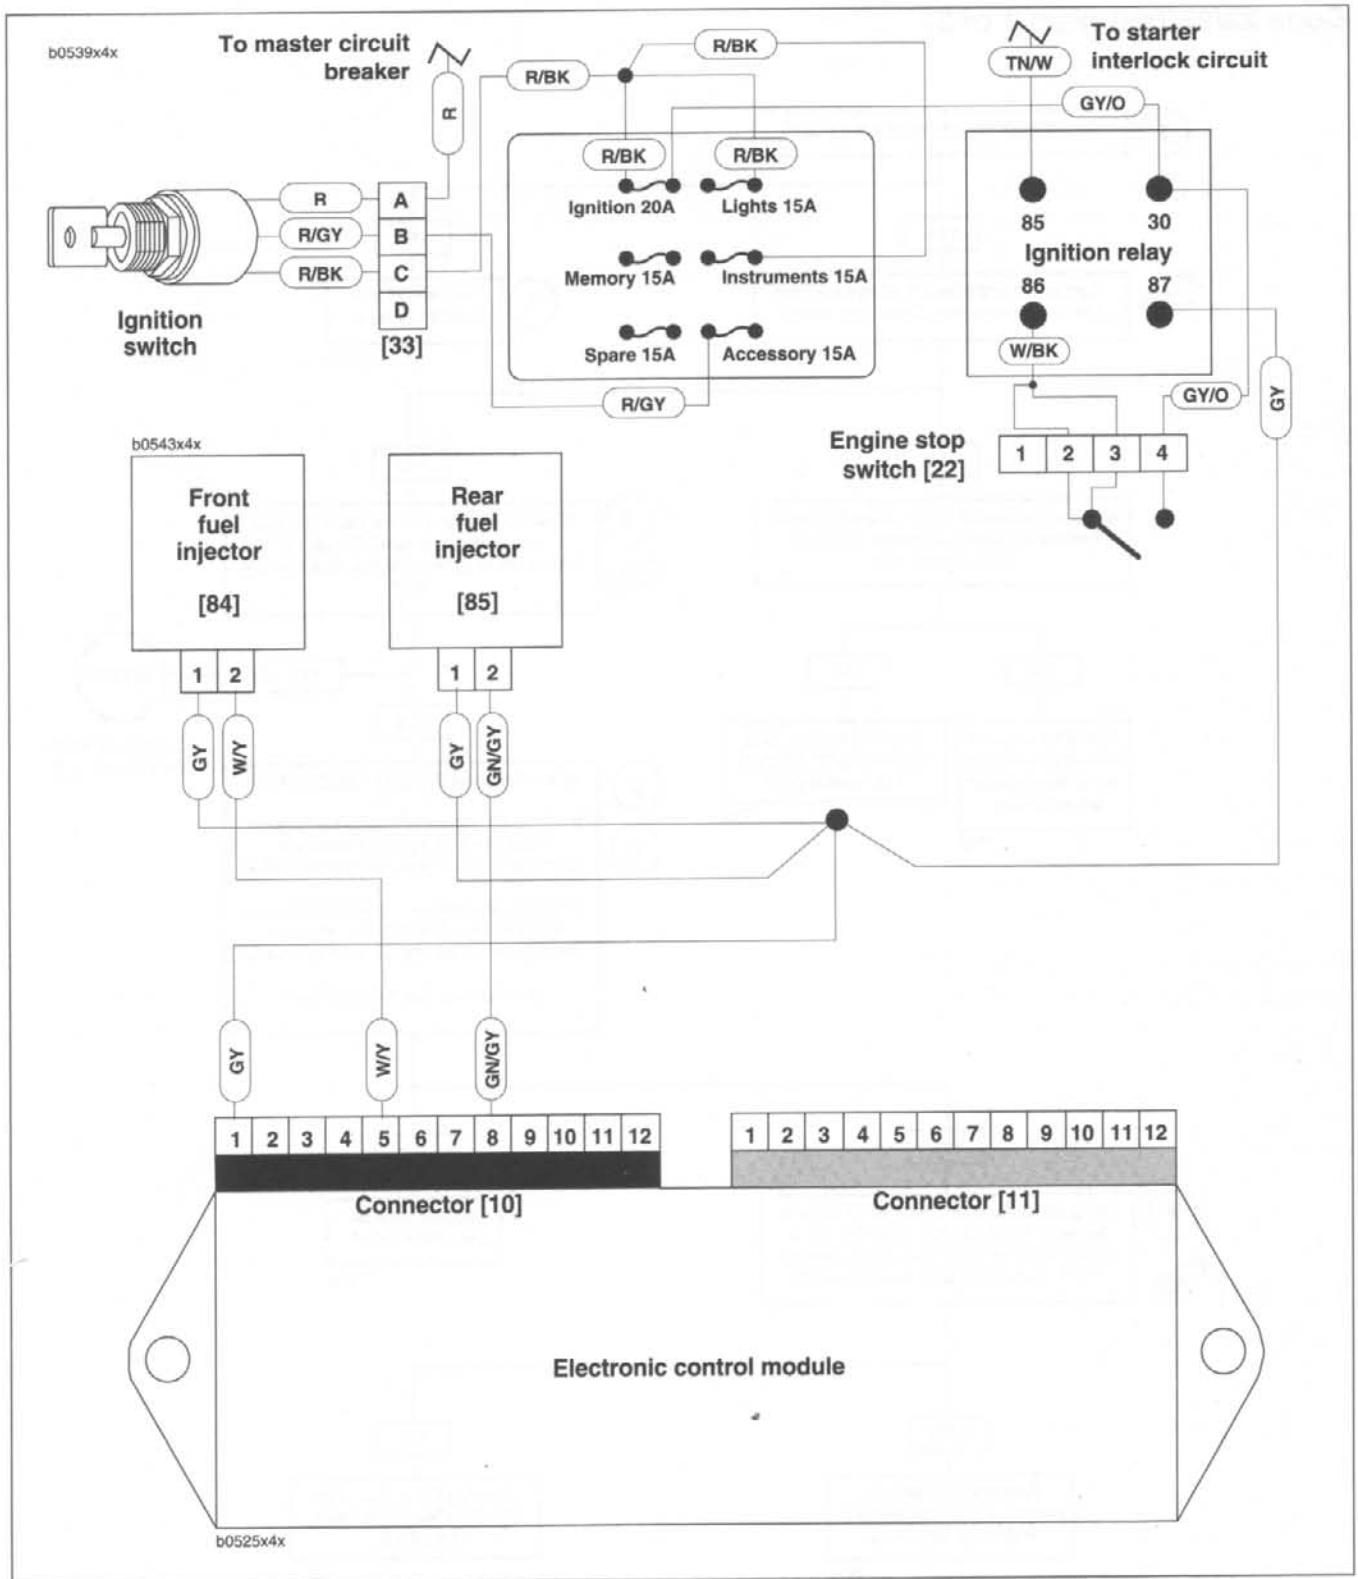 b0539x4x
To master circuit
breaker
R
R/BK
R/BK
To starter
interlock circuit
TN/W
GY/O
R
R/GY
R/BK
A
B
C
D
[33]
Ignition
switch
R/BK
R/BK
Ignition 20A
Lights 15A
Memory 15A
Instruments 15A
Spare 15A
Accessory 15A
R/GY
85
30
Ignition relay
86
87
W/BK
GY/O
GY
Engine stop
switch [22]
1 2 3 4
b0543x4x
Front
fuel
injector
[84]
1 2
Rear
fuel
injector
[85]
1 2
GY
W/Y
GY
GN/GY
GY
W/Y
GN/GY
1 2 3 4 5 6 7 8 9 10 11 12
1 2 3 4 5 6 7 8 9 10 11 12
Connector [10]
Connector [11]
Electronic control module
b0525x4x